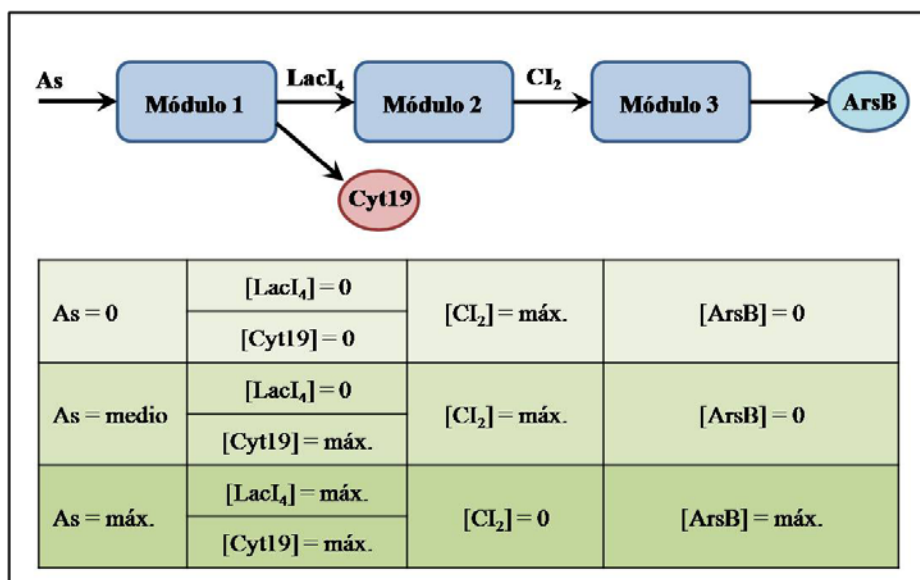 As
Módulo 1
LacI₄
Módulo 2
CI₂
Módulo 3
ArsB
Cyt19
As = 0
[LacI₄] = 0
[Cyt19] = 0
[CI₂] = máx.
[ArsB] = 0
As = medio
[LacI₄] = 0
[Cyt19] = máx.
[CI₂] = máx.
[ArsB] = 0
As = máx.
[LacI₄] = máx.
[Cyt19] = máx.
[CI₂] = 0
[ArsB] = máx.